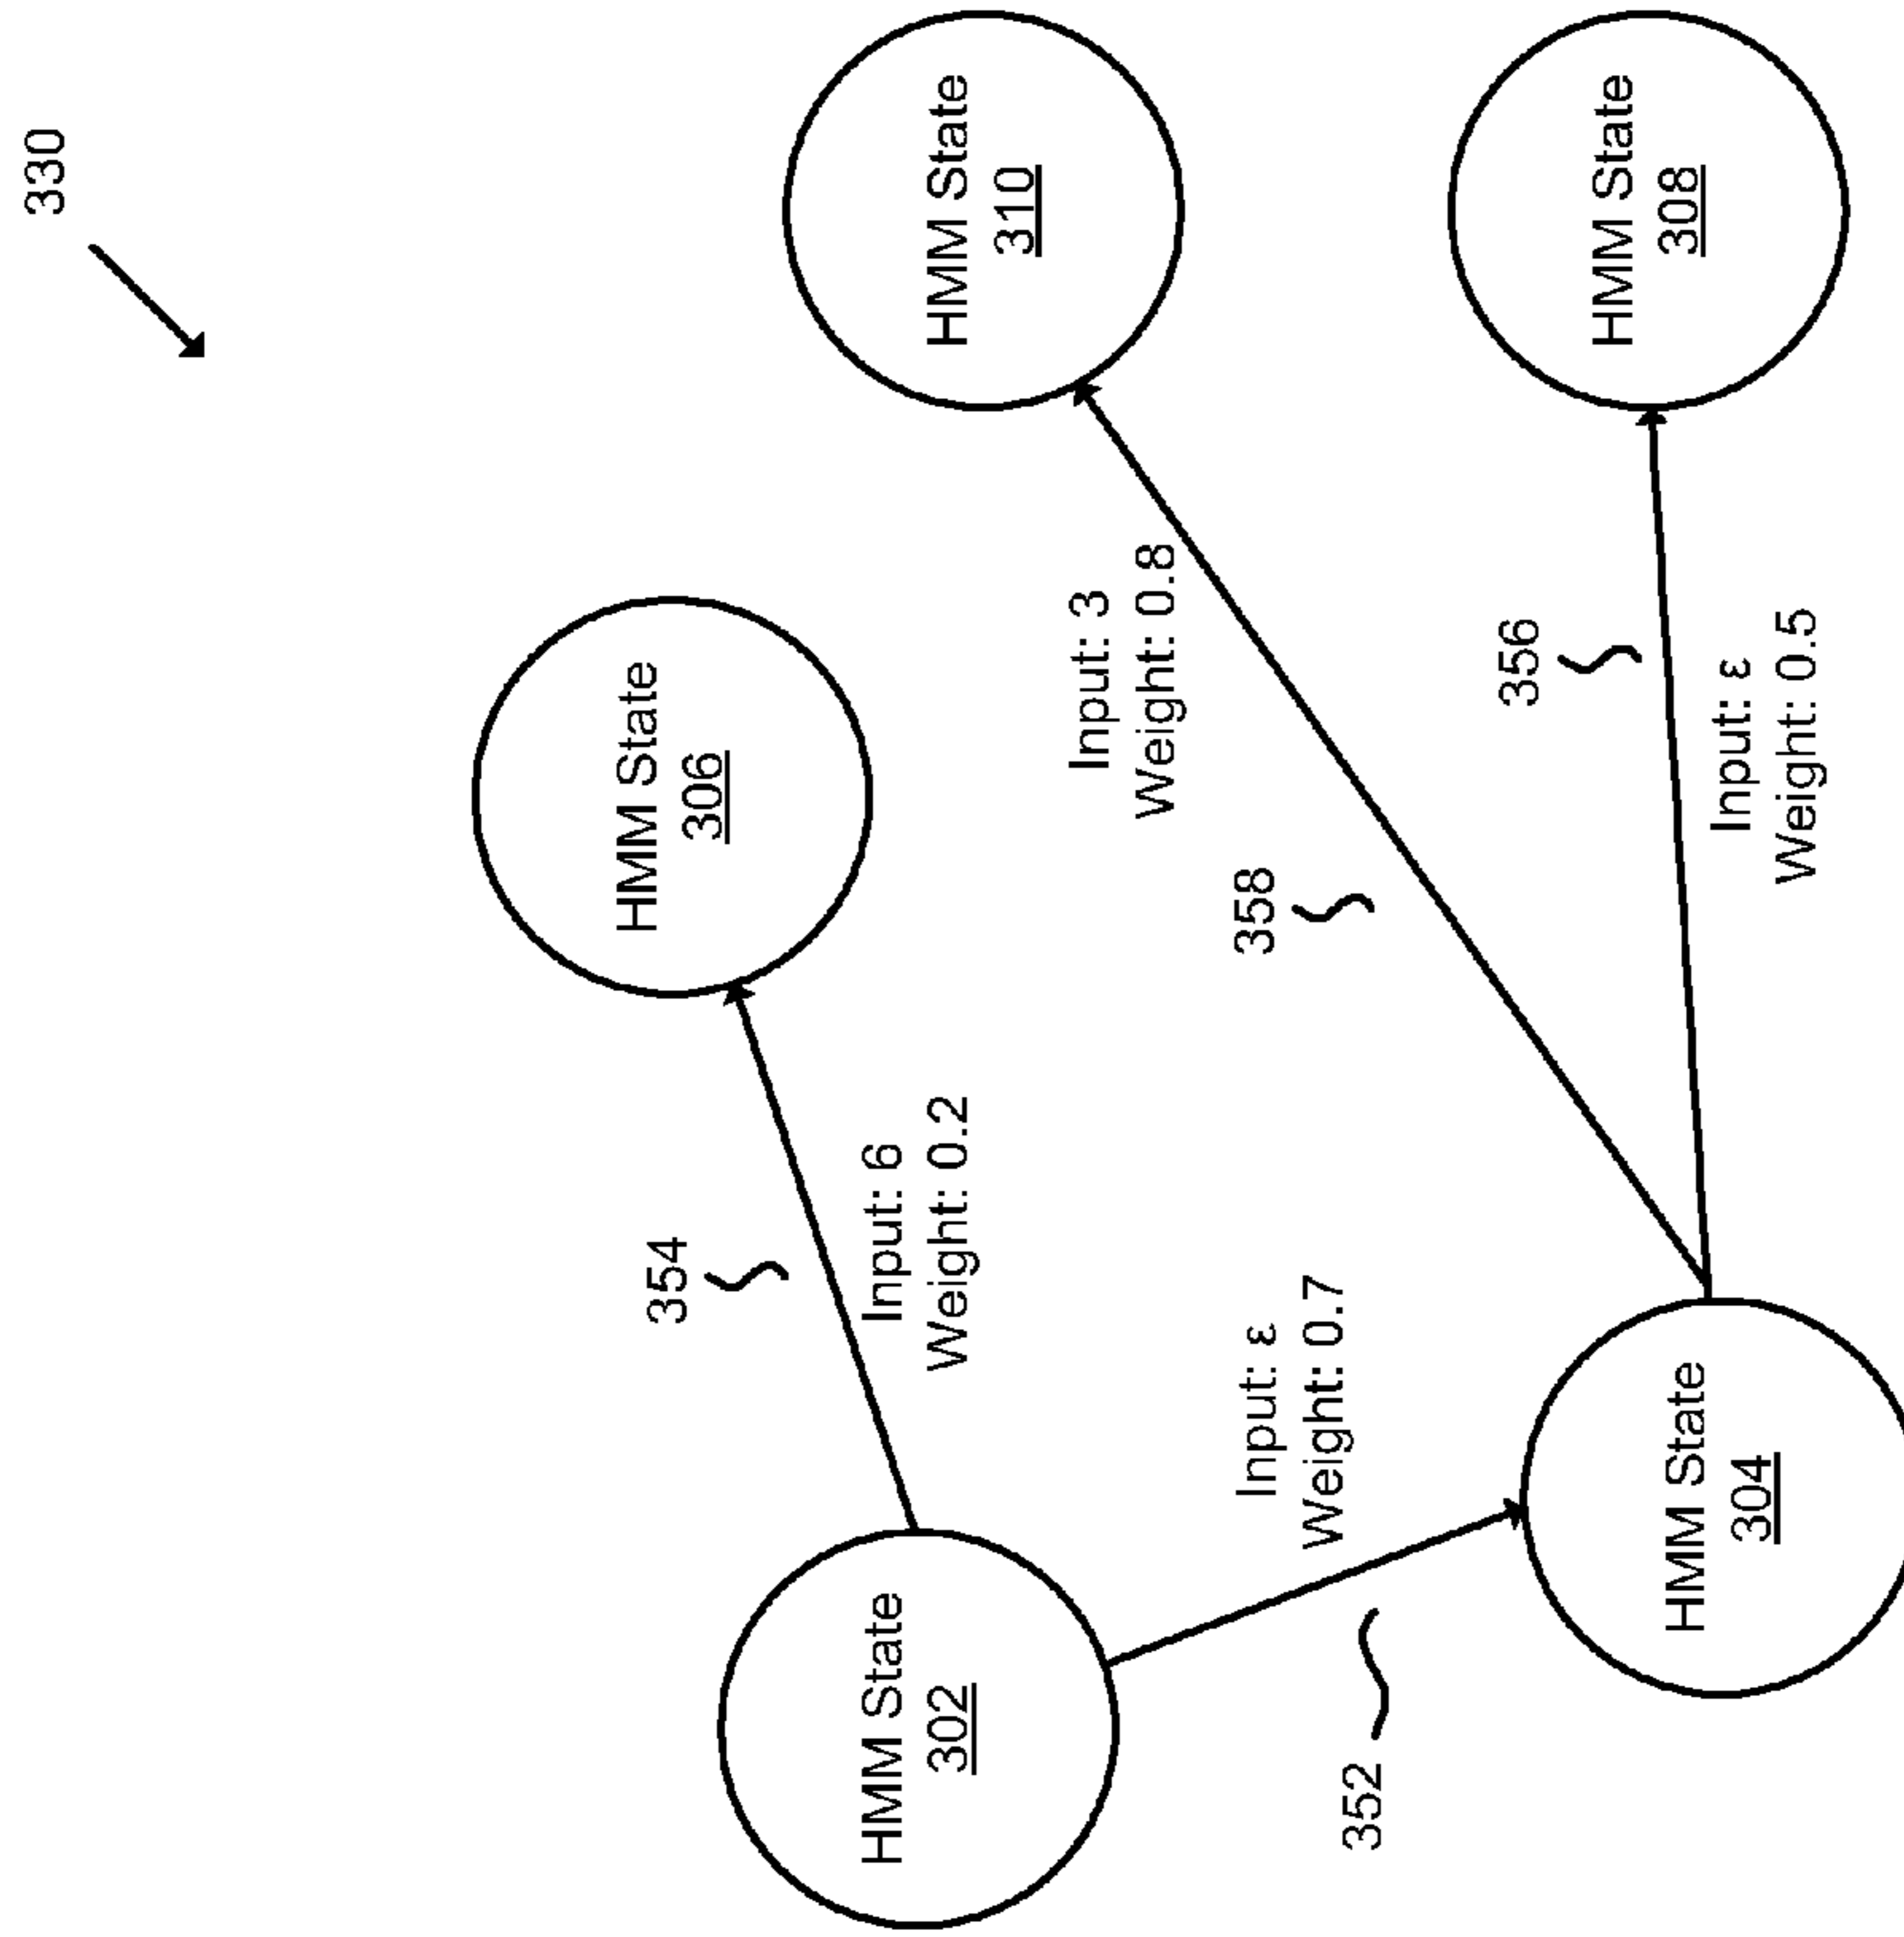 330
HMM State
306
354
Input: 6
Weight: 0.2
HMM State
302
HMM State
310
Input: 3
Weight: 0.8
358
Input: ε
Weight: 0.7
352
HMM State
308
356
Input: ε
Weight: 0.5
HMM State
304